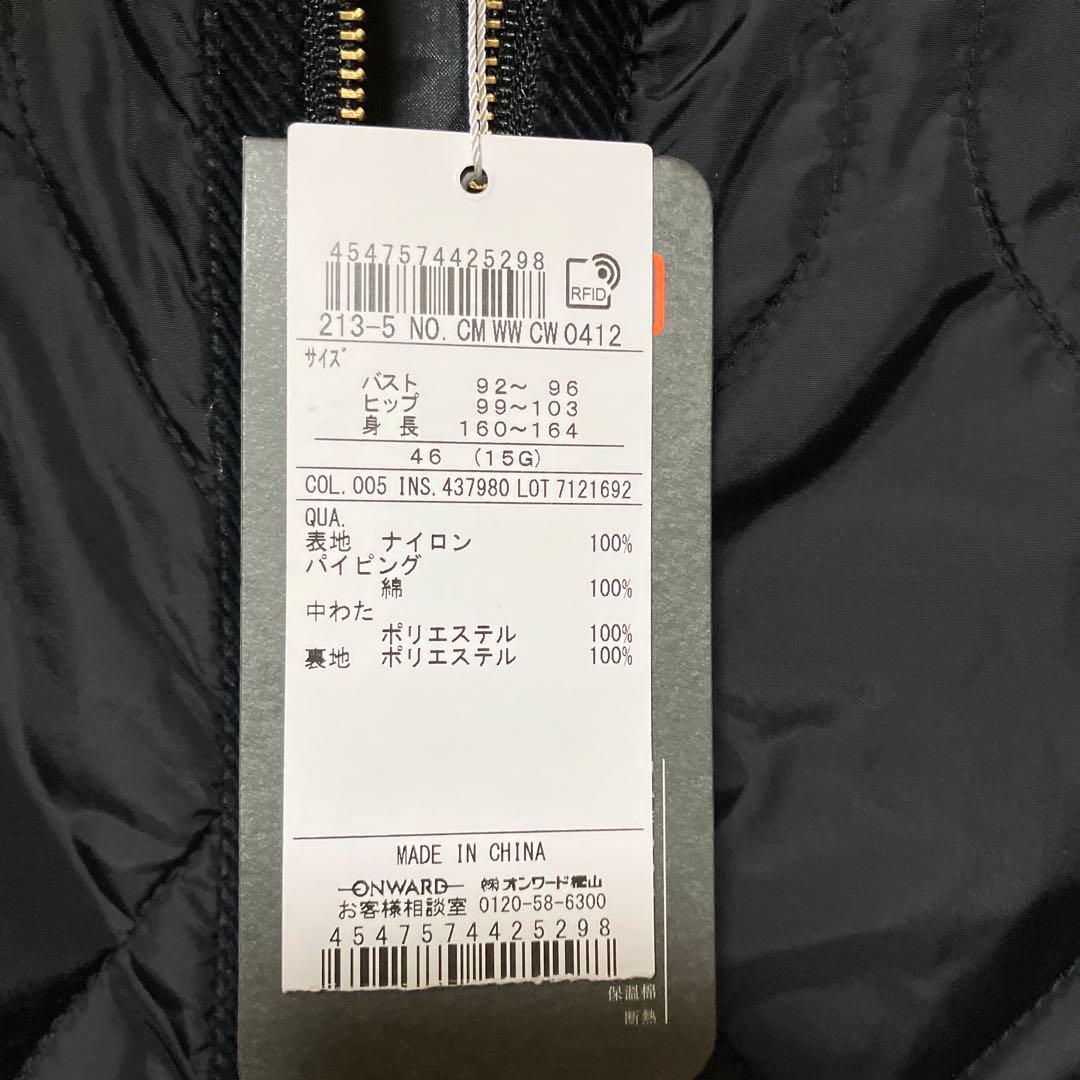 4547574425298
RFID
213-5 NO. CM WW CW 0412
サイズ
バスト 92～ 96
ヒップ 99～103
身 長 160～164
46 (15G)
COL. 005 INS. 437980 LOT 7121692
QUA.
表地 ナイロン 100%
パイピング
綿 100%
中わた
ポリエステル 100%
裏地 ポリエステル 100%
MADE IN CHINA
ONWARD ㈱オンワード樫山
お客様相談室 0120-58-6300
4547574425298
保溫棉
断熱